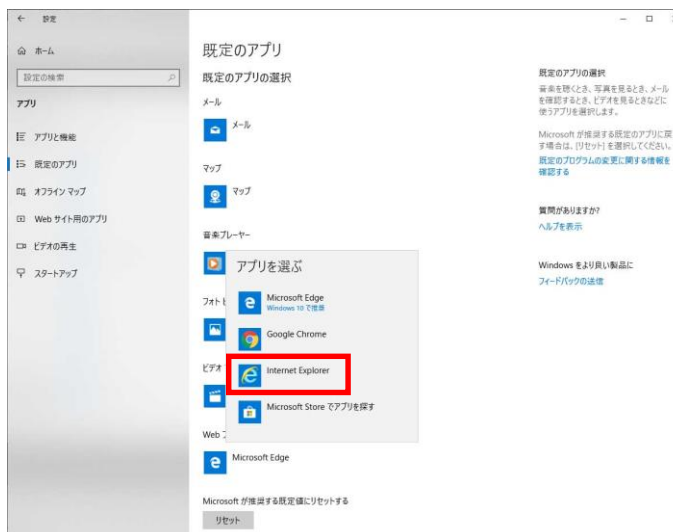 設定
ホーム
設定の検索
アプリ
アプリと機能
既定のアプリ
オフライン マップ
Web サイト用のアプリ
ビデオの再生
スタートアップ
既定のアプリ
既定のアプリの選択
メール
メール
マップ
マップ
音楽プレーヤー
フォト ビ
ビデオ
Web ブ
Microsoft Edge
Microsoft が推奨する既定値にリセットする
リセット
アプリを選ぶ
Microsoft Edge
Windows 10 で推奨
Google Chrome
Internet Explorer
Microsoft Store でアプリを探す
既定のアプリの選択
音楽を聴くとき、写真を見るとき、メール
を確認するとき、ビデオを見るときなどに
使うアプリを選択します。
Microsoft が推奨する既定のアプリに戻
す場合は、[リセット] を選択してください。
既定のプログラムの変更に関する情報を
確認する
質問がありますか?
ヘルプを表示
Windows をより良い製品に
フィードバックの送信